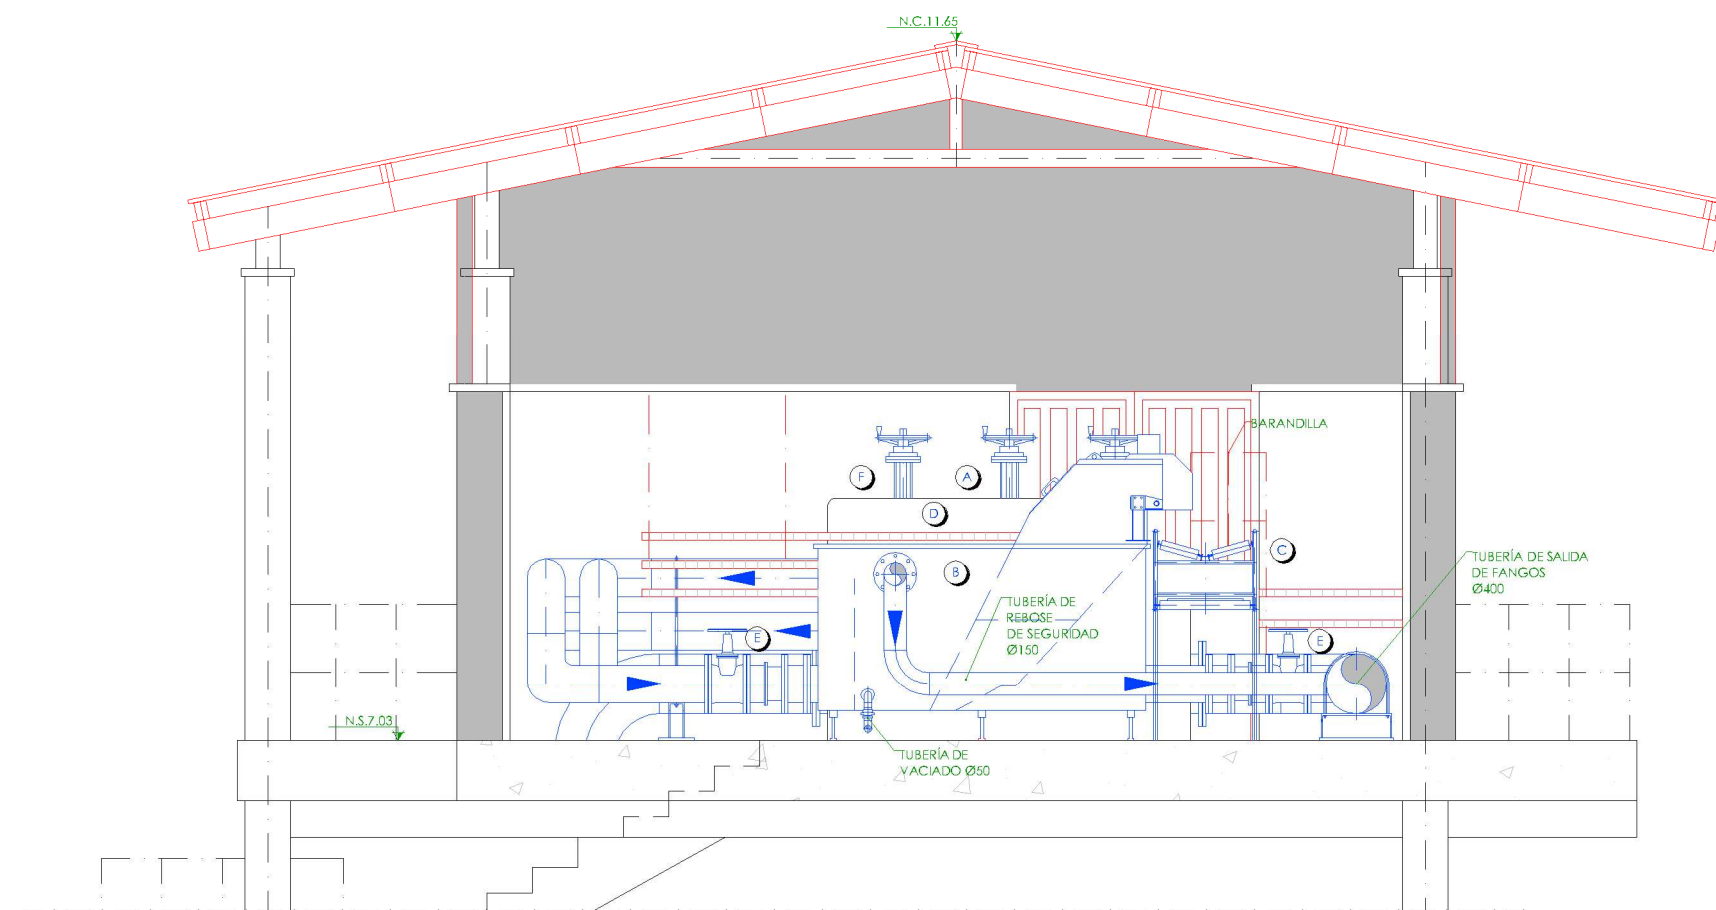 N.C.11.65
BARANDILLA
F
A
D
B
C
TUBERÍA DE SALIDA
DE FANGOS
Ø400
TUBERÍA DE
REBOSE
DE SEGURIDAD
Ø150
E
E
N.S.7.03
TUBERÍA DE
VACIADO Ø50